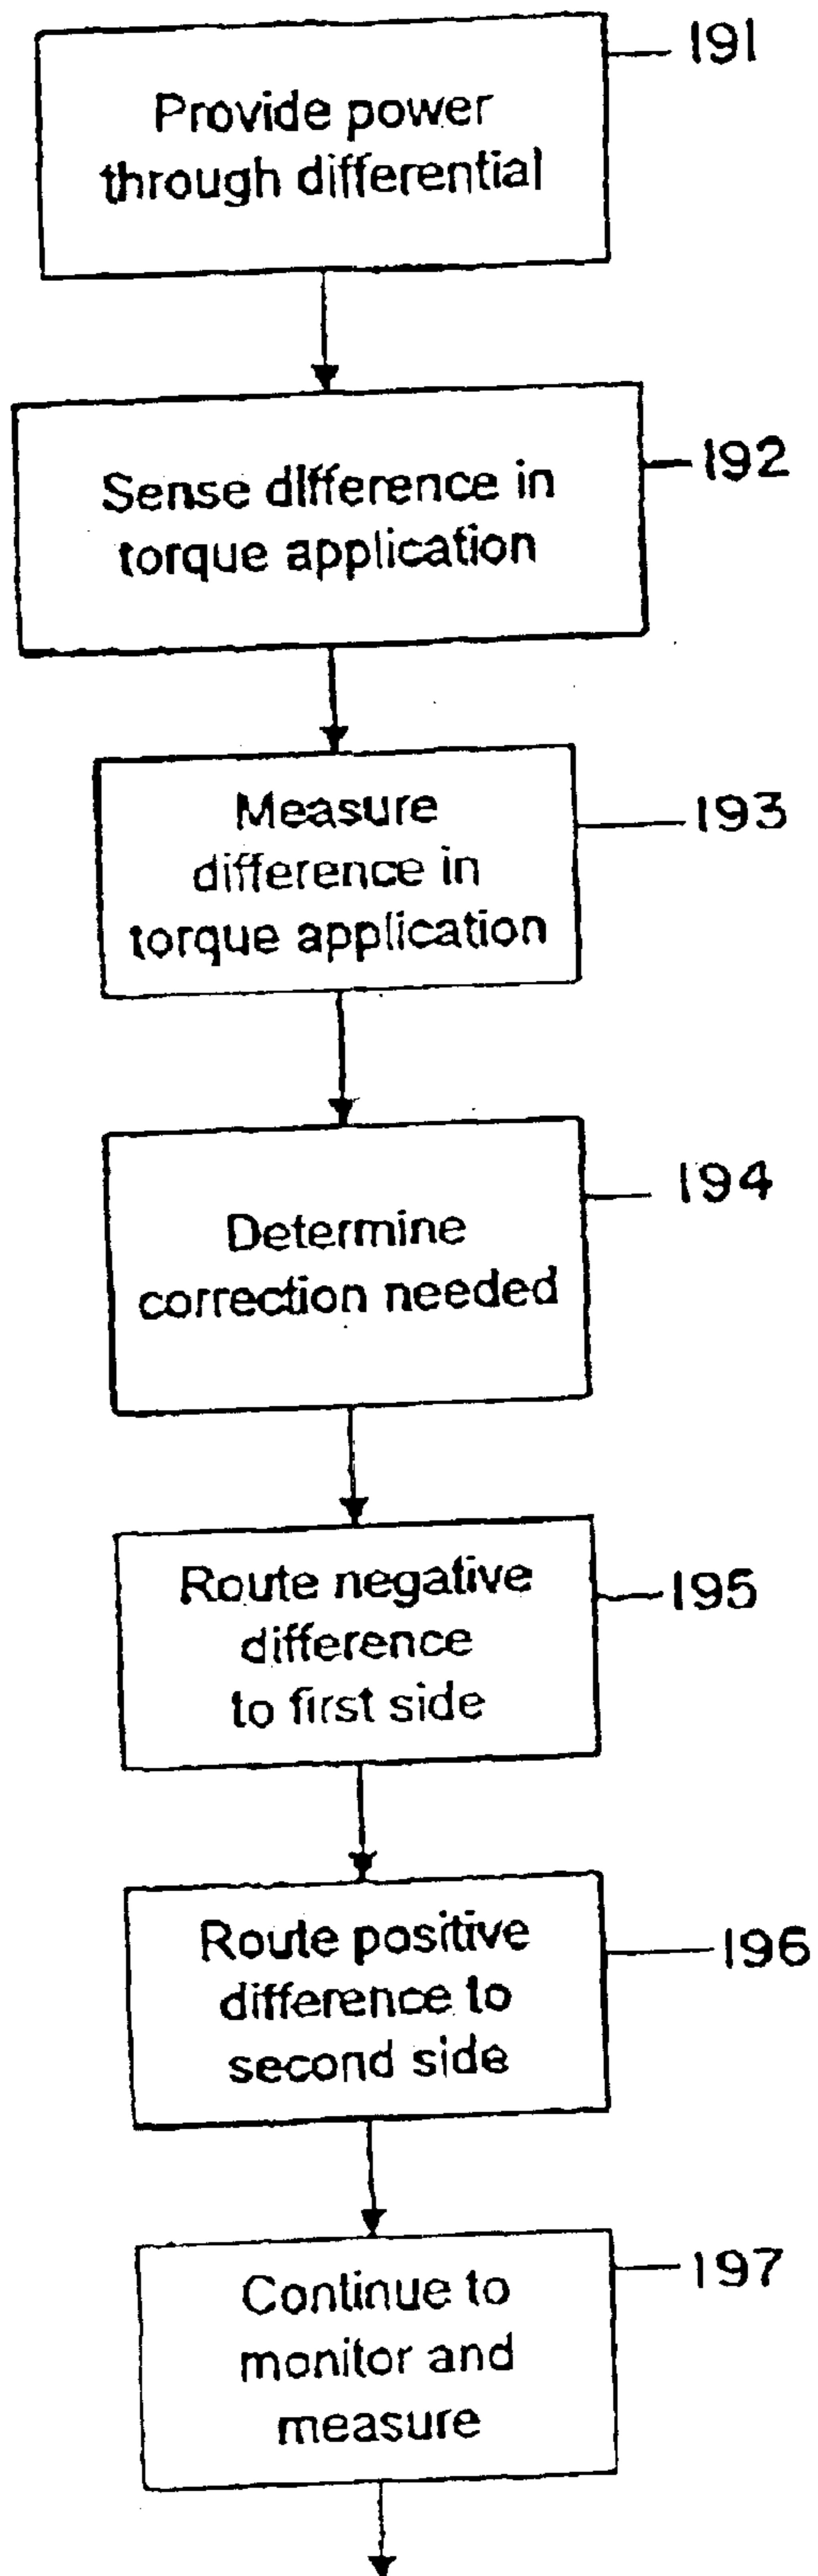 191
Provide power
through differential
192
Sense difference in
torque application
193
Measure
difference in
torque application
194
Determine
correction needed
195
Route negative
difference
to first side
196
Route positive
difference to
second side
197
Continue to
monitor and
measure